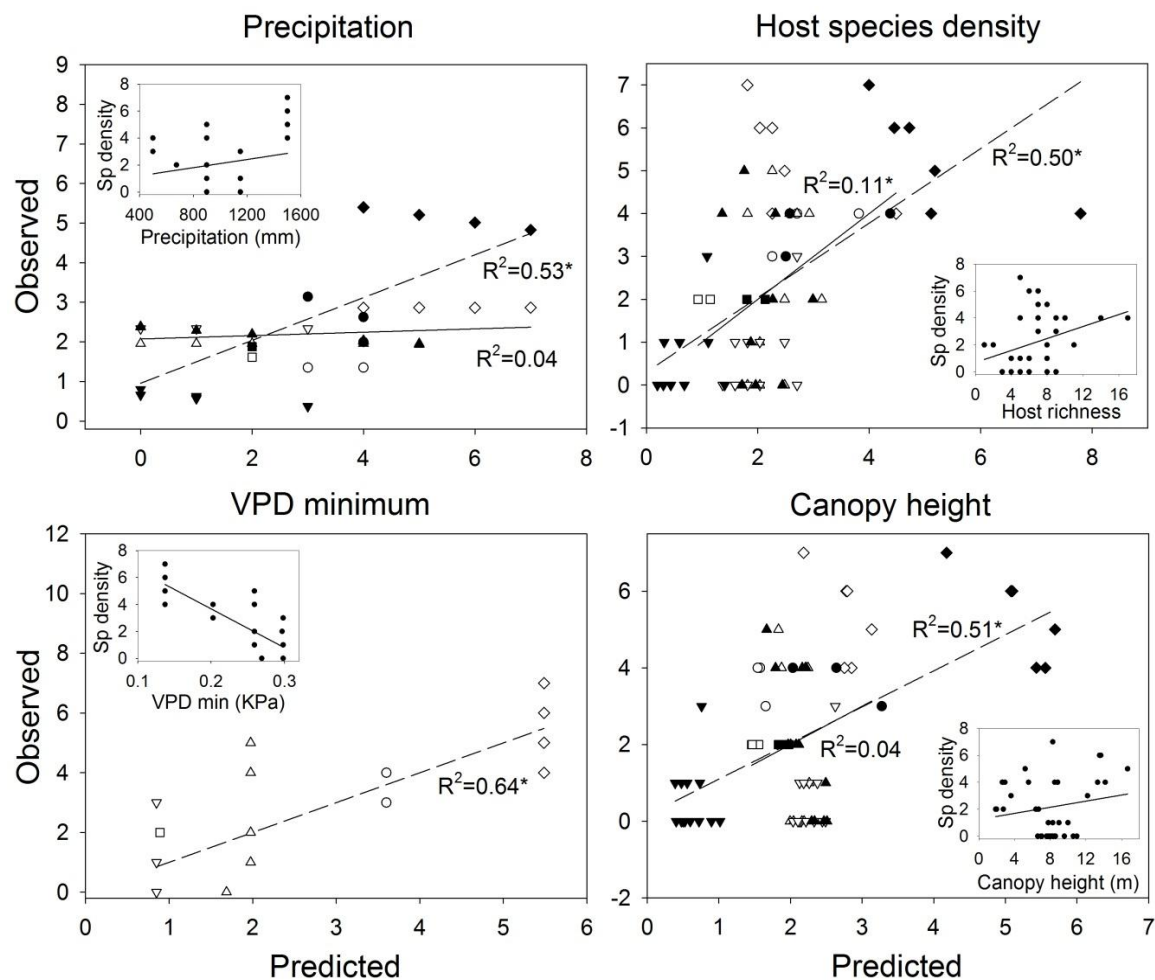 Precipitation
Observed
9
8
7
6
5
4
3
2
1
0
0 2 4 6 8
R²=0.53*
R²=0.04
Sp density
8
6
4
2
0
400 800 1200 1600
Precipitation (mm)
Host species density
7
6
5
4
3
2
1
0
-1
0 2 4 6 8
R²=0.11*
R²=0.50*
Sp density
8
6
4
2
0
0 4 8 12 16
Host richness
VPD minimum
Observed
12
10
8
6
4
2
0
0 1 2 3 4 5 6
Predicted
R²=0.64*
Sp density
8
6
4
2
0
0.1 0.2 0.3
VPD min (KPa)
Canopy height
8
6
4
2
0
-2
0 1 2 3 4 5 6 7
Predicted
R²=0.51*
R²=0.04
Sp density
8
6
4
2
0
0 4 8 12 16
Canopy height (m)